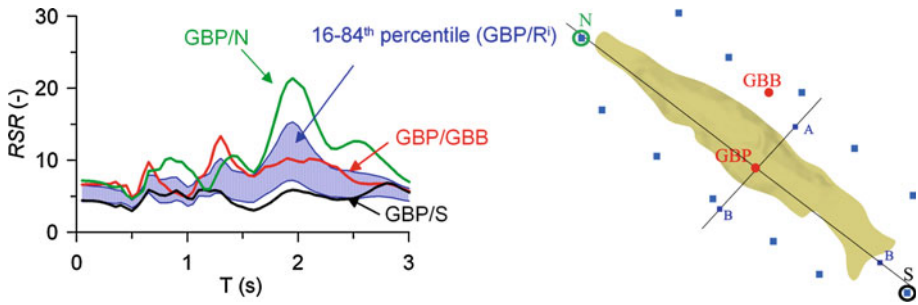 30
20
10
0
RSR (-)
0
1
2
3
T (s)
GBP/N
16-84th percentile (GBP/Ri)
GBP/GBB
GBP/S
N
GBB
A
GBP
B
B
S